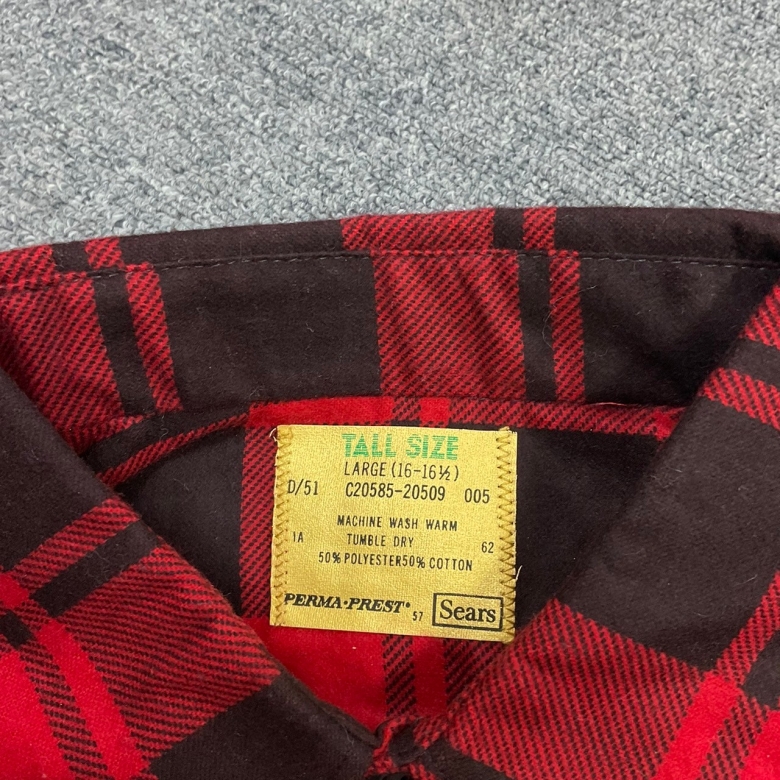 TALL SIZE
LARGE (16-16½)
D/51 C20585-20509 005
MACHINE WASH WARM
1A TUMBLE DRY 62
50% POLYESTER50% COTTON
PERMA·PREST® 57 Sears